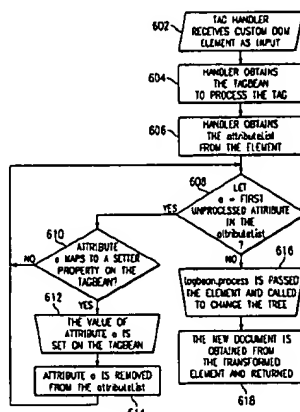 602
TAG HANDLER
RECEIVES CUSTOM DOM
ELEMENT AS INPUT
604
HANDLER OBTAINS
THE TAGBEAN
TO PROCESS THE TAG
606
HANDLER OBTAINS
THE attributeList
FROM THE ELEMENT
608
LET
a = FIRST
UNPROCESSED ATTRIBUTE
IN THE
attributeList
?
YES
NO
610
ATTRIBUTE
a MAPS TO A SETTER
PROPERTY ON THE
TAGBEAN?
NO
YES
612
THE VALUE OF
ATTRIBUTE a IS
SET ON THE TAGBEAN
ATTRIBUTE a IS REMOVED
FROM THE attributeList
614
616
tagbean.process IS PASSED
THE ELEMENT AND CALLED
TO CHANGE THE TREE
THE NEW DOCUMENT IS
OBTAINED FROM THE
TRANSFORMED
ELEMENT AND RETURNED
618